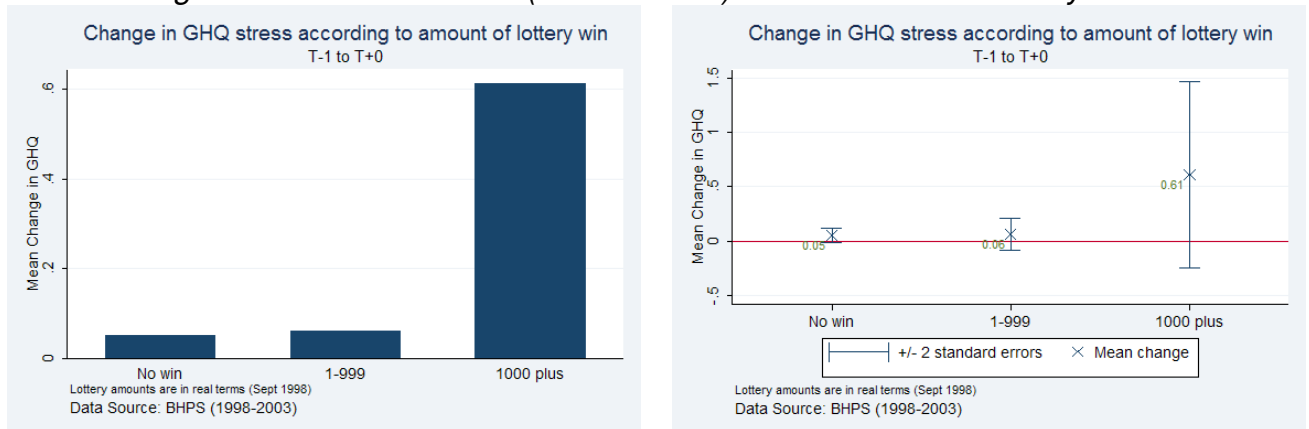 Change in GHQ stress according to amount of lottery win
T-1 to T+0
Mean Change in GHQ
.6
.4
.2
0
No win 1-999 1000 plus
Lottery amounts are in real terms (Sept 1998)
Data Source: BHPS (1998-2003)
Change in GHQ stress according to amount of lottery win
T-1 to T+0
Mean Change in GHQ
1.5
1
.5
0
-.5
0.05
0.06
0.61
No win 1-999 1000 plus
+/- 2 standard errors Mean change
Lottery amounts are in real terms (Sept 1998)
Data Source: BHPS (1998-2003)